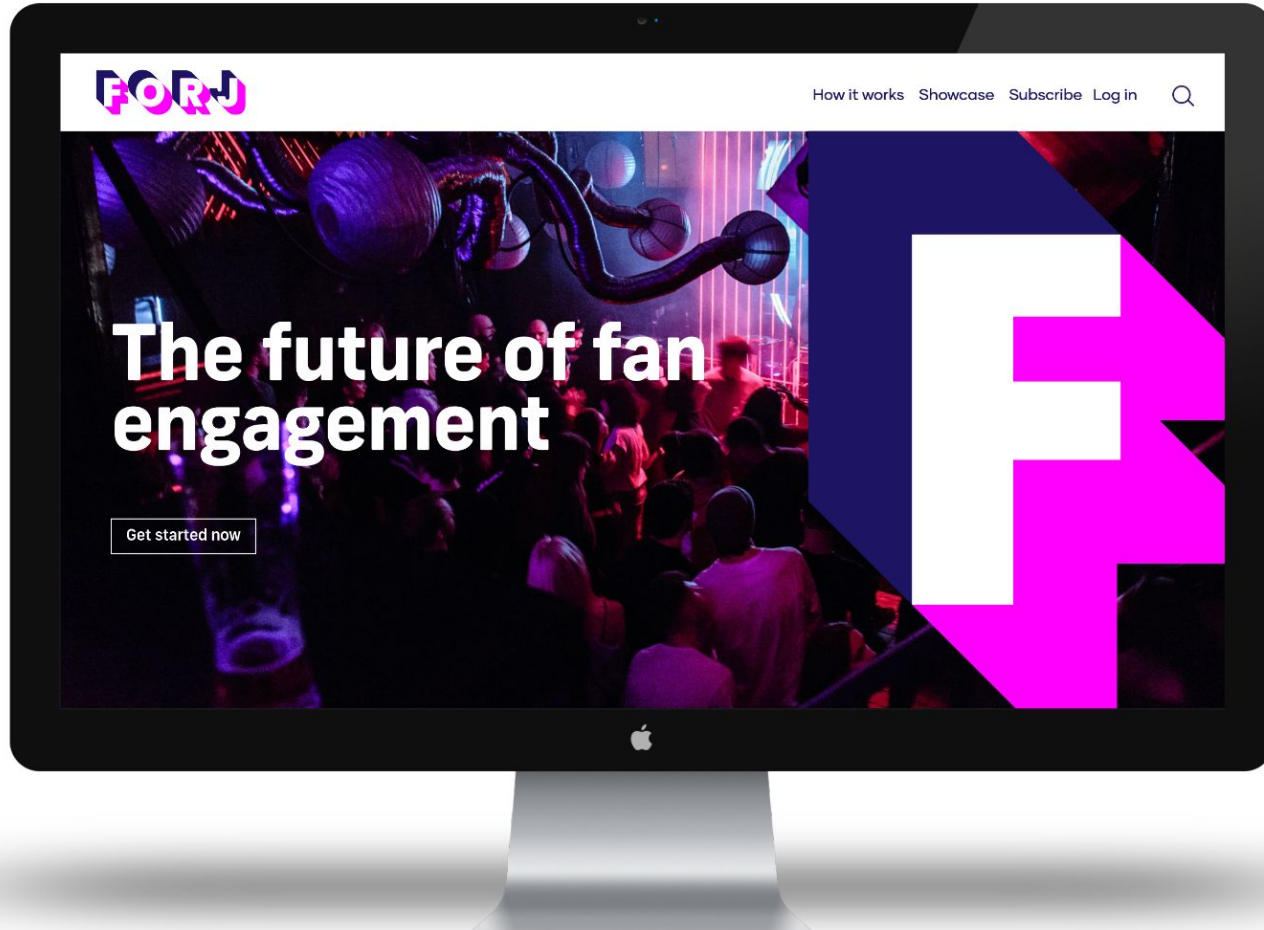 FORJ
How it works Showcase Subscribe Log in
The future of fan
engagement
Get started now
F